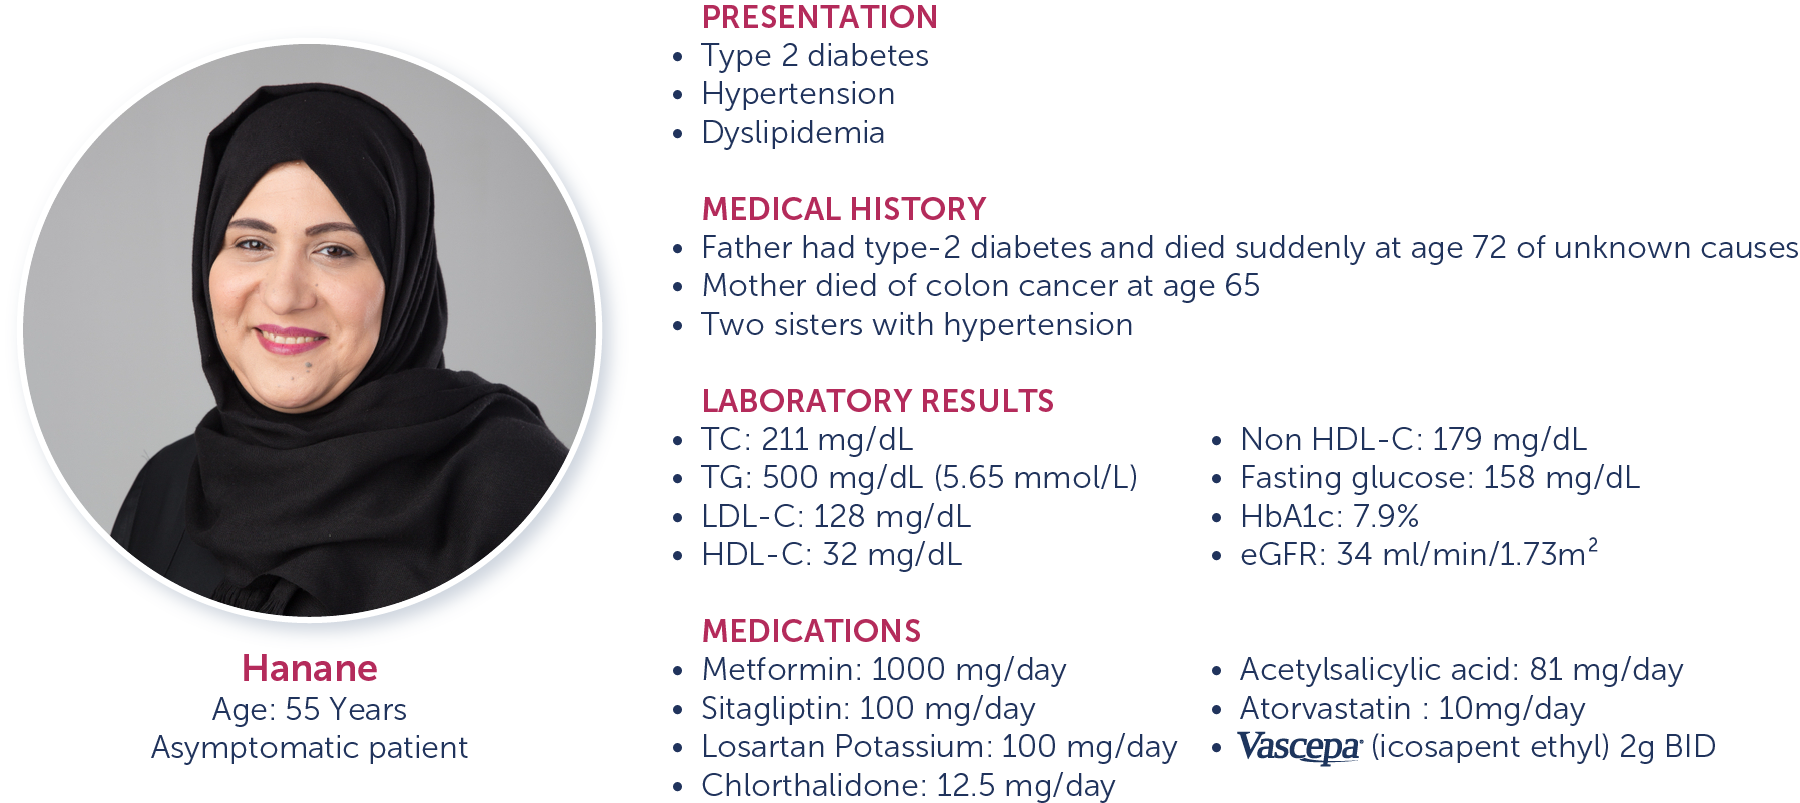 PRESENTATION
• Type 2 diabetes
• Hypertension
• Dyslipidemia
MEDICAL HISTORY
• Father had type-2 diabetes and died suddenly at age 72 of unknown causes
• Mother died of colon cancer at age 65
• Two sisters with hypertension
LABORATORY RESULTS
• TC: 211 mg/dL
• TG: 500 mg/dL (5.65 mmol/L)
• LDL-C: 128 mg/dL
• HDL-C: 32 mg/dL
• Non HDL-C: 179 mg/dL
• Fasting glucose: 158 mg/dL
• HbA1c: 7.9%
• eGFR: 34 ml/min/1.73m²
MEDICATIONS
• Metformin: 1000 mg/day
• Sitagliptin: 100 mg/day
• Losartan Potassium: 100 mg/day
• Chlorthalidone: 12.5 mg/day
• Acetylsalicylic acid: 81 mg/day
• Atorvastatin : 10mg/day
• Vascepa® (icosapent ethyl) 2g BID
Hanane
Age: 55 Years
Asymptomatic patient